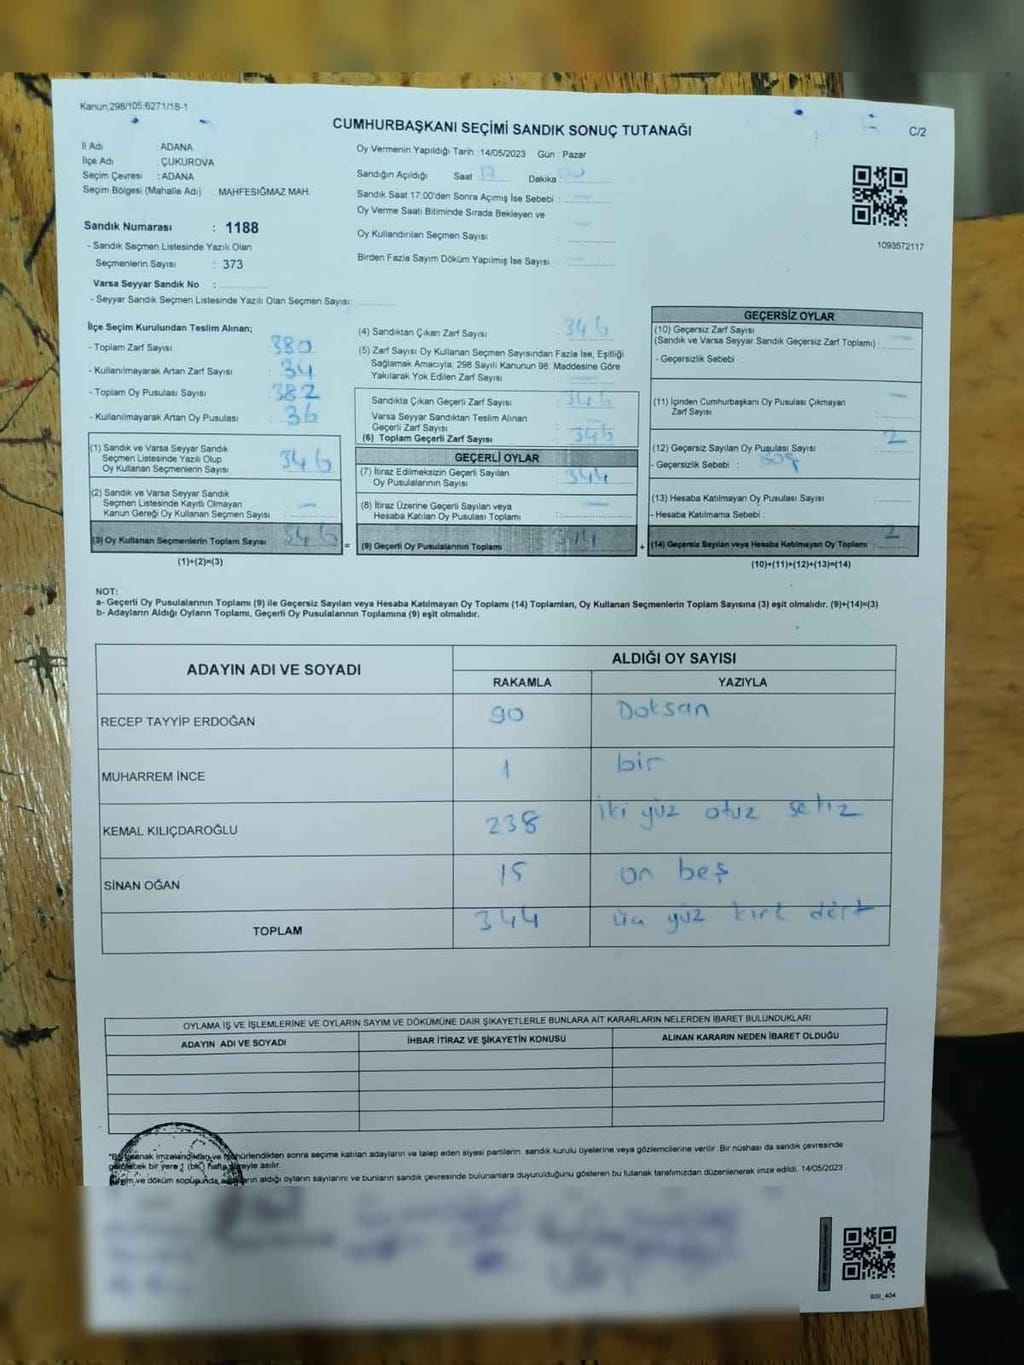 Kanun.298/105;6271/18-1
CUMHURBAŞKANI SEÇİMİ SANDIK SONUÇ TUTANAĞI
C/2
İl Adı : ADANA
İlçe Adı : ÇUKUROVA
Seçim Çevresi : ADANA
Seçim Bölgesi (Mahalle Adı) : MAHFESIĞMAZ MAH.
Sandık Numarası : 1188
- Sandık Seçmen Listesinde Yazılı Olan
Seçmenlerin Sayısı : 373
Varsa Seyyar Sandık No :
- Seyyar Sandık Seçmen Listesinde Yazılı Olan Seçmen Sayısı:
Oy Vermenin Yapıldığı Tarih : 14/05/2023 Gün : Pazar
Sandığın Açıldığı Saat : 17 Dakika :
Sandık Saat 17.00'den Sonra Açımış İse Sebebi :
Oy Verme Saati Bitiminde Sırada Bekleyen ve
Oy Kullandırılan Seçmen Sayısı :
Birden Fazla Sayım Döküm Yapılmış İse Sayısı :
1093572117
İlçe Seçim Kurulundan Teslim Alınan;
- Toplam Zarf Sayısı : 380
- Kullanılmayarak Artan Zarf Sayısı : 34
- Toplam Oy Pusulası Sayısı : 382
- Kullanılmayarak Artan Oy Pusulası : 36
(1) Sandık ve Varsa Seyyar Sandık
Seçmen Listesinde Yazılı Olup
Oy Kullanan Seçmenlerin Sayısı : 346
(2) Sandık ve Varsa Seyyar Sandık
Seçmen Listesinde Kayıtlı Olmayan
Kanun Gereği Oy Kullanan Seçmen Sayısı : -
(3) Oy Kullanan Seçmenlerin Toplam Sayısı : 346
(1)+(2)=(3)
(4) Sandıktan Çıkan Zarf Sayısı : 346
(5) Zarf Sayısı Oy Kullanan Seçmen Sayısından Fazla İse, Eşitliği
Sağlamak Amacıyla; 298 Sayılı Kanunun 98. Maddesine Göre
Yakılarak Yok Edilen Zarf Sayısı :
Sandıkta Çıkan Geçerli Zarf Sayısı : 346
Varsa Seyyar Sandıktan Teslim Alınan
Geçerli Zarf Sayısı :
(6) Toplam Geçerli Zarf Sayısı : 346
GEÇERLİ OYLAR
(7) İtiraz Edilmeksizin Geçerli Sayılan
Oy Pusulalarının Sayısı : 344
(8) İtiraz Üzerine Geçerli Sayılan veya
Hesaba Katılan Oy Pusulası Toplamı : -
= (9) Geçerli Oy Pusulalarının Toplamı : 344
GEÇERSİZ OYLAR
(10) Geçersiz Zarf Sayısı
(Sandık ve Varsa Seyyar Sandık Geçersiz Zarf Toplamı) : -
- Geçersizlik Sebebi :
(11) İçinden Cumhurbaşkanı Oy Pusulası Çıkmayan
Zarf Sayısı : -
(12) Geçersiz Sayılan Oy Pusulası Sayısı : 2
- Geçersizlik Sebebi :
(13) Hesaba Katılmayan Oy Pusulası Sayısı :
- Hesaba Katılmama Sebebi :
+ (14) Geçersiz Sayılan veya Hesaba Katılmayan Oy Toplamı : 2
(10)+(11)+(12)+(13)=(14)
NOT:
a- Geçerli Oy Pusulalarının Toplamı (9) ile Geçersiz Sayılan veya Hesaba Katılmayan Oy Toplamı (14) Toplamları, Oy Kullanan Seçmenlerin Toplam Sayısına (3) eşit olmalıdır. (9)+(14)=(3)
b- Adayların Aldığı Oyların Toplamı, Geçerli Oy Pusulalarının Toplamına (9) eşit olmalıdır.
ADAYIN ADI VE SOYADI
ALDIĞI OY SAYISI
RAKAMLA YAZIYLA
RECEP TAYYİP ERDOĞAN 90 Doksan
MUHARREM İNCE 1 bir
KEMAL KILIÇDAROĞLU 238 iki yüz otuz sekiz
SİNAN OĞAN 15 on beş
TOPLAM 344 üç yüz kırk dört
OYLAMA İŞ VE İŞLEMLERİNE VE OYLARIN SAYIM VE DÖKÜMÜNE DAİR ŞİKAYETLERLE BUNLARA AİT KARARLARIN NELERDEN İBARET BULUNDUKLARI
ADAYIN ADI VE SOYADI İHBAR İTİRAZ VE ŞİKAYETİN KONUSU ALINAN KARARIN NEDEN İBARET OLDUĞU
imzalandıktan ve mühürlendikten sonra seçime katılan adayların ve talep eden siyasi partilerin sandık kurulu üyelerine veya gözlemcilerine verilir. Bir nüshası da sandık çevresinde
bir yere 1 (bir) hafta süreyle asılır.
ve döküm sonucunda adayların aldığı oyların sayılarını ve bunların sandık çevresinde bulunanlara duyurulduğunu gösteren bu tutanak tarafımızdan düzenlenerek imza edildi. 14/05/2023
SSI_404